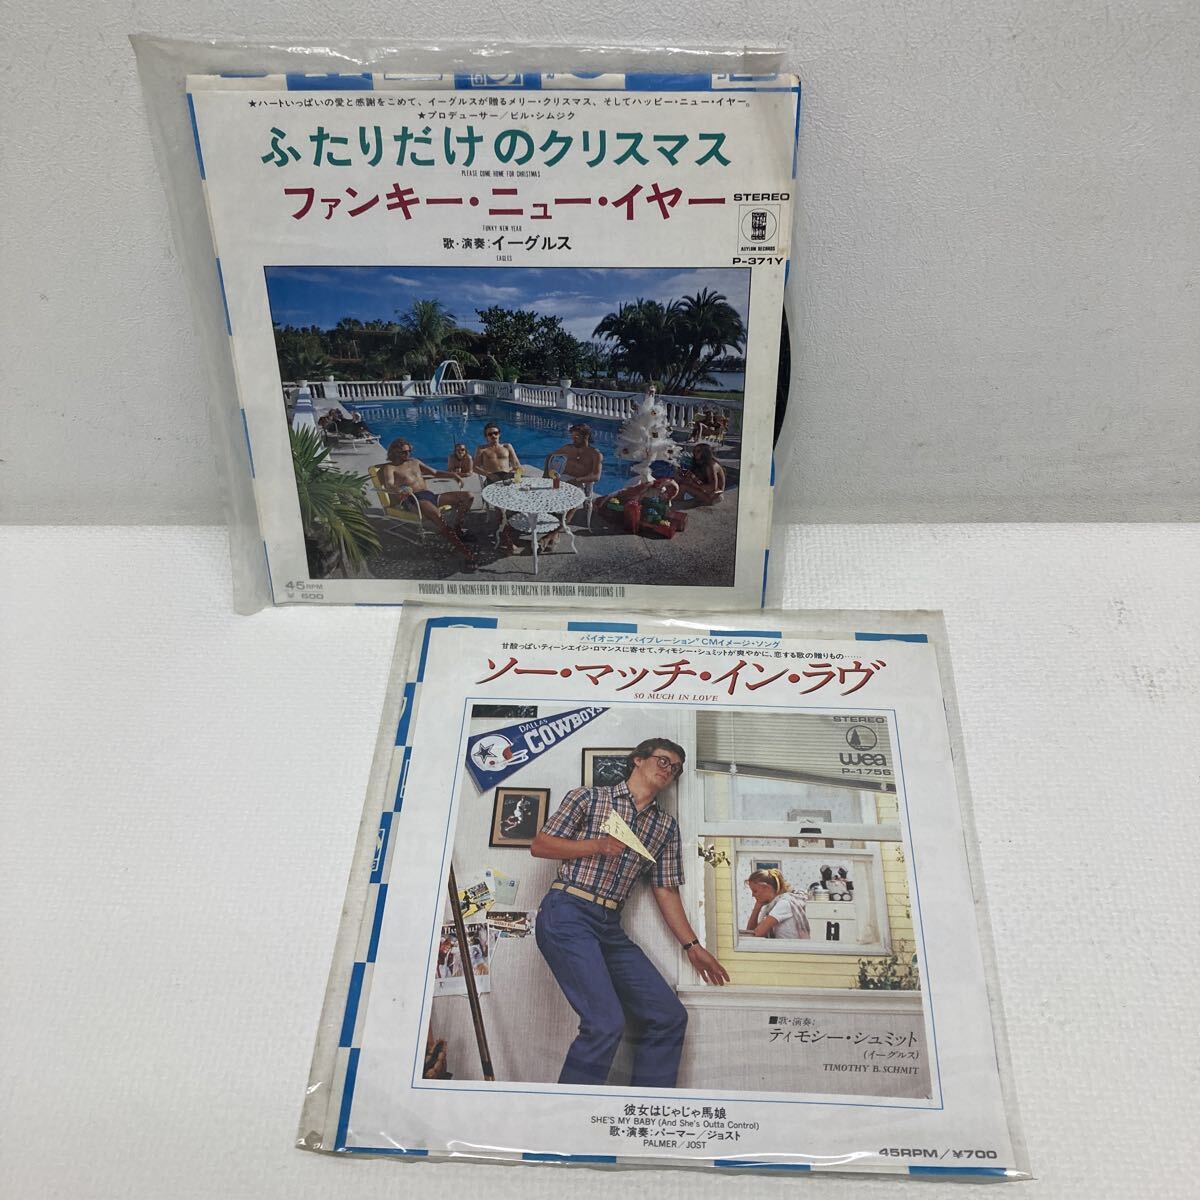 ★ハートいっぱいの愛と感謝をこめて、イーグルスが贈るメリー・クリスマス、そしてハッピー・ニュー・イヤー。
★プロデューサー/ビル・シムジク
ふたりだけのクリスマス
PLEASE COME HOME FOR CHRISTMAS
ファンキー・ニュー・イヤー
FUNKY NEW YEAR
歌・演奏:イーグルス
EAGLES
STEREO
ASYLUM RECORDS
P-371Y
45RPM
¥600
PRODUCED AND ENGINEERED BY BILL SZYMCZYK FOR PANDORA PRODUCTIONS LTD
パイオニア"バイブレーション"CMイメージ・ソング
甘酸っぱいティーンエイジ・ロマンスに寄せて、ティモシー・シュミットが爽やかに、恋する歌の贈りもの……
ソー・マッチ・イン・ラヴ
SO MUCH IN LOVE
DALLAS
COWBOYS
STEREO
wea
P-1756
■歌・演奏:
ティモシー・シュミット
(イーグルス)
TIMOTHY B. SCHMIT
彼女はじゃじゃ馬娘
SHE'S MY BABY (And She's Outta Control)
歌・演奏:パーマー/ジョスト
PALMER/JOST
45RPM/¥700